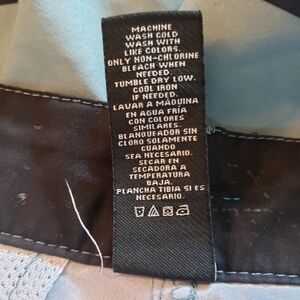 MACHINE
WASH COLD
WASH WITH
LIKE COLORS.
ONLY NON-CHLORINE
BLEACH WHEN
NEEDED.
TUMBLE DRY LOW.
COOL IRON
IF NEEDED.
LAVAR A MÁQUINA
EN AGUA FRÍA
CON COLORES
SIMILARES.
BLANQUEADOR SIN
CLORO SOLAMENTE
CUANDO
SEA NECESARIO.
SECAR EN
SECADORA A
TEMPERATURA
BAJA.
PLANCHA TIBIA SI ES
NECESARIO.